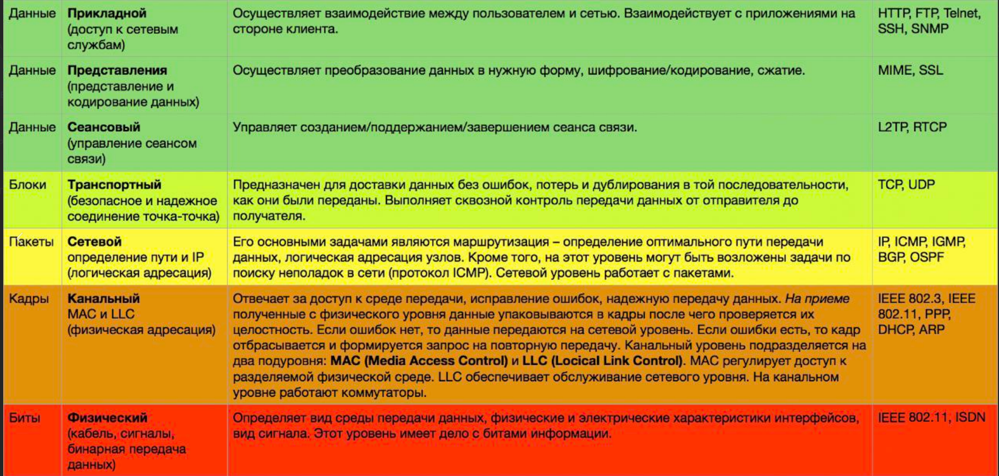 Данные
Прикладной
(доступ к сетевым
службам)
Осуществляет взаимодействие между пользователем и сетью. Взаимодействует с приложениями на
стороне клиента.
HTTP, FTP, Telnet,
SSH, SNMP
Данные
Представления
(представление и
кодирование данных)
Осуществляет преобразование данных в нужную форму, шифрование/кодирование, сжатие.
MIME, SSL
Данные
Сеансовый
(управление сеансом
связи)
Управляет созданием/поддержанием/завершением сеанса связи.
L2TP, RTCP
Блоки
Транспортный
(безопасное и надежное
соединение точка-точка)
Предназначен для доставки данных без ошибок, потерь и дублирования в той последовательности,
как они были переданы. Выполняет сквозной контроль передачи данных от отправителя до
получателя.
TCP, UDP
Пакеты
Сетевой
определение пути и IP
(логическая адресация)
Его основными задачами являются маршрутизация – определение оптимального пути передачи
данных, логическая адресация узлов. Кроме того, на этот уровень могут быть возложены задачи по
поиску неполадок в сети (протокол ICMP). Сетевой уровень работает с пакетами.
IP, ICMP, IGMP,
BGP, OSPF
Кадры
Канальный
MAC и LLC
(физическая адресация)
Отвечает за доступ к среде передачи, исправление ошибок, надежную передачу данных. На приеме
полученные с физического уровня данные упаковываются в кадры после чего проверяется их
целостность. Если ошибок нет, то данные передаются на сетевой уровень. Если ошибки есть, то кадр
отбрасывается и формируется запрос на повторную передачу. Канальный уровень подразделяется на
два подуровня: MAC (Media Access Control) и LLC (Locical Link Control). MAC регулирует доступ к
разделяемой физической среде. LLC обеспечивает обслуживание сетевого уровня. На канальном
уровне работают коммутаторы.
IEEE 802.3, IEEE
802.11, PPP,
DHCP, ARP
Биты
Физический
(кабель, сигналы,
бинарная передача
данных)
Определяет вид среды передачи данных, физические и электрические характеристики интерфейсов,
вид сигнала. Этот уровень имеет дело с битами информации.
IEEE 802.11, ISDN